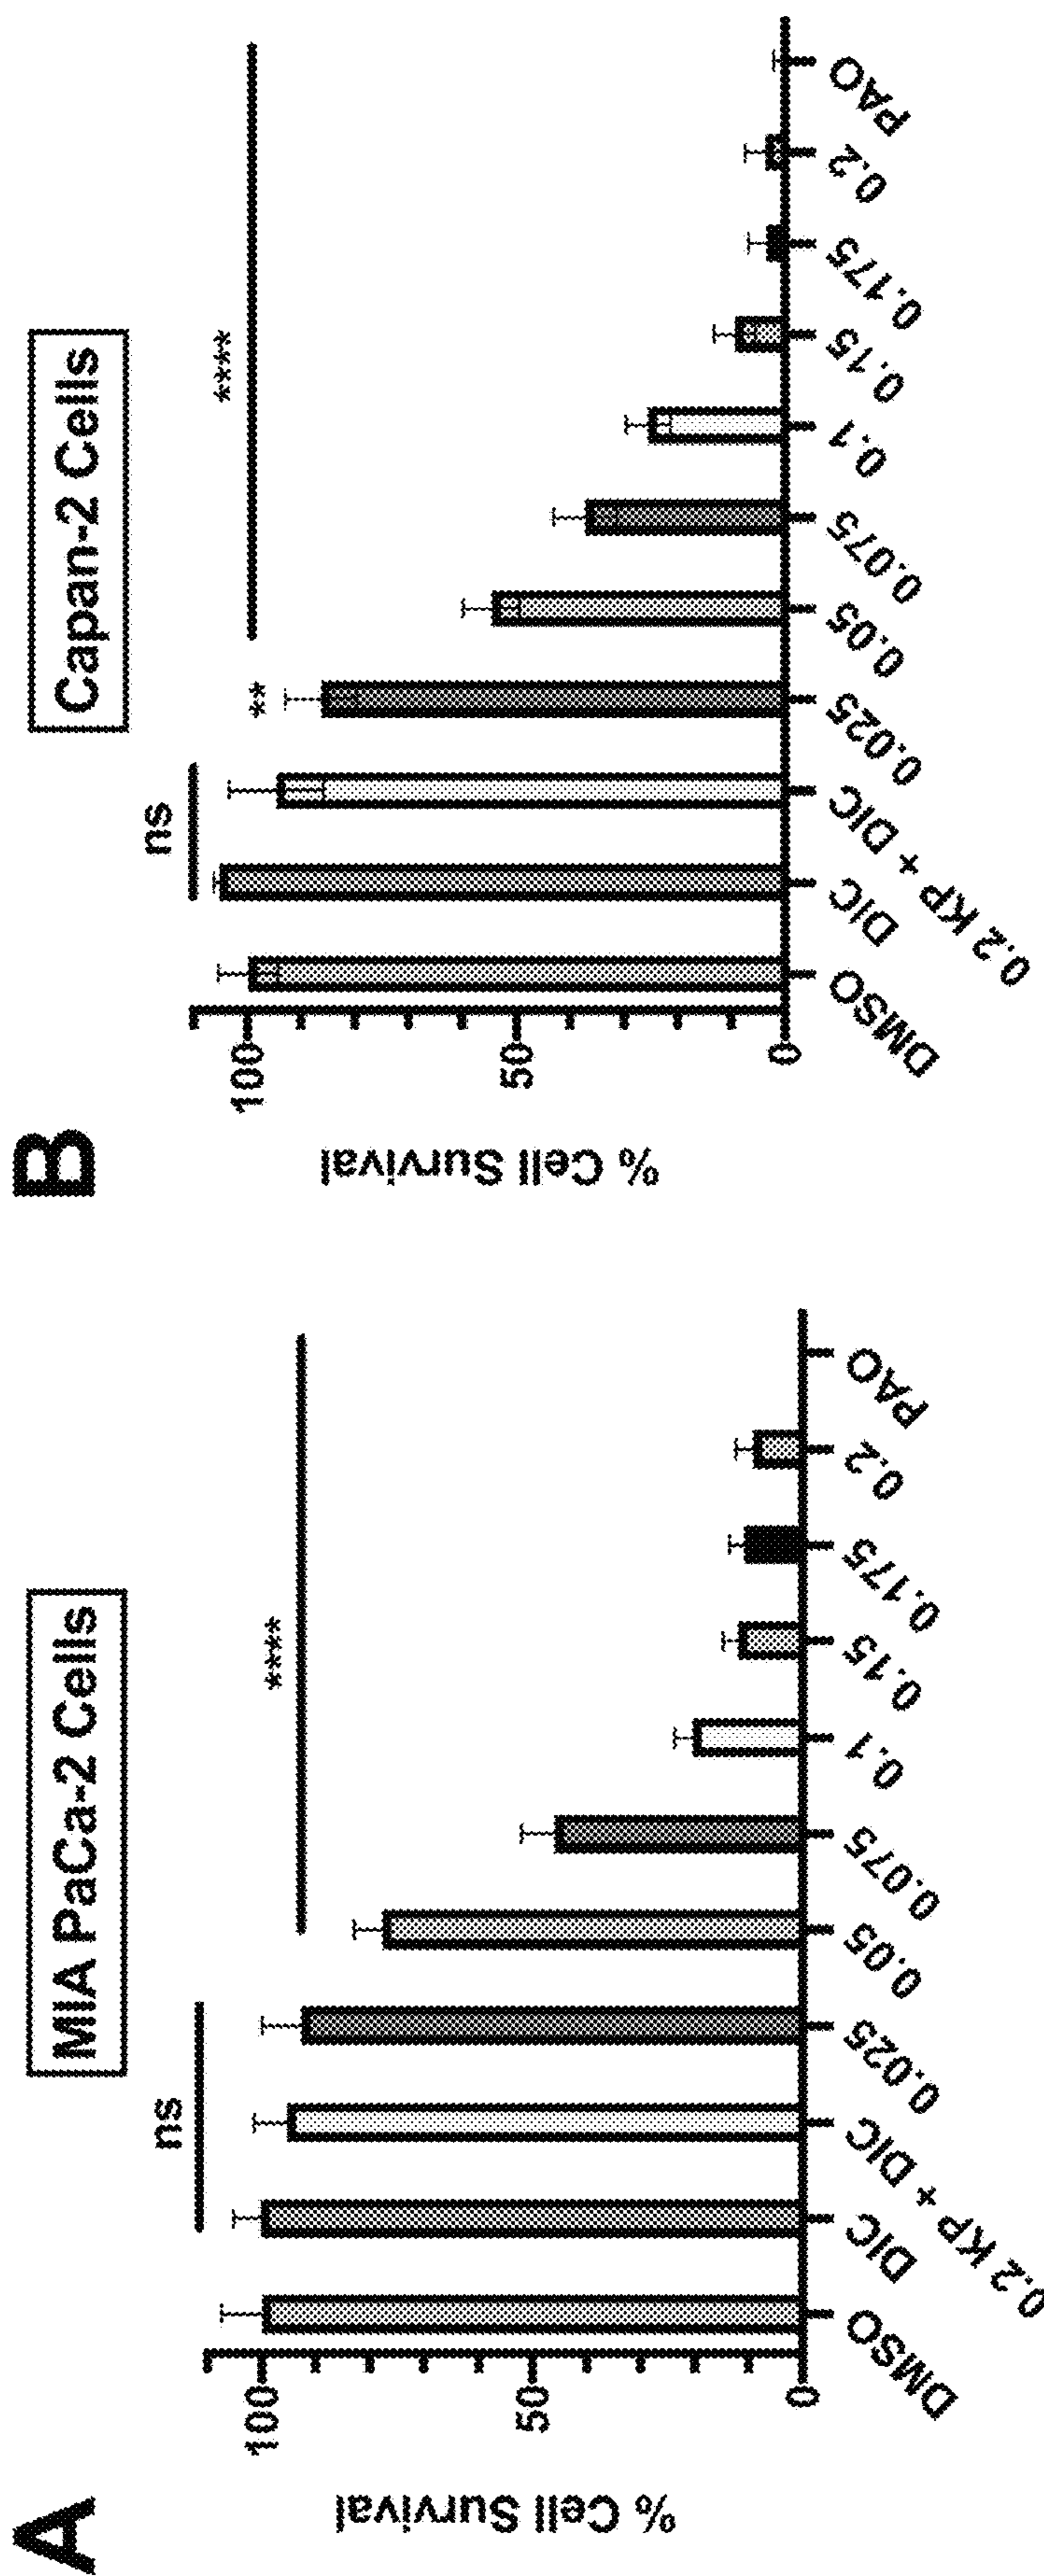 A
MIA PaCa-2 Cells
% Cell Survival
100
50
0
ns
****
DMSO
DIC
0.2 KP + DIC
0.025
0.05
0.075
0.1
0.15
0.175
0.2
PAO
B
Capan-2 Cells
% Cell Survival
100
50
0
ns
**
****
DMSO
DIC
0.2 KP + DIC
0.025
0.05
0.075
0.1
0.15
0.175
0.2
PAO